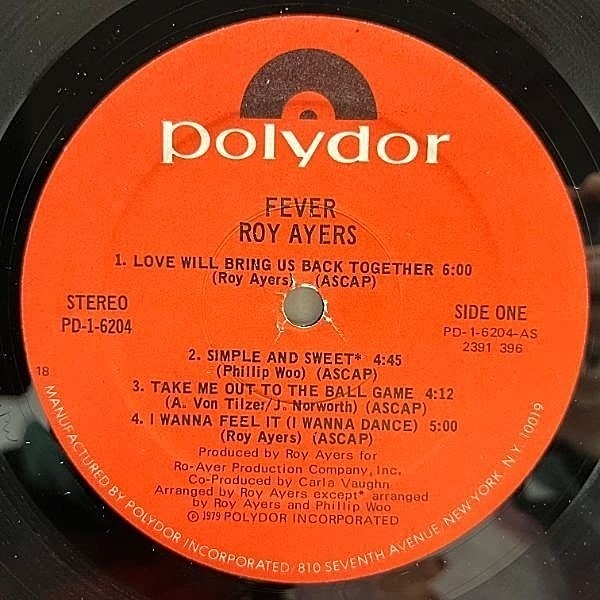 polydor
FEVER
ROY AYERS
1. LOVE WILL BRING US BACK TOGETHER 6:00
(Roy Ayers) (ASCAP)
STEREO
PD-1-6204
SIDE ONE
PD-1-6204-AS
2391 396
2. SIMPLE AND SWEET* 4:45
(Phillip Woo) (ASCAP)
18
3. TAKE ME OUT TO THE BALL GAME 4:12
(A. Von Tilzer/J. Norworth) (ASCAP)
4. I WANNA FEEL IT (I WANNA DANCE) 5:00
(Roy Ayers) (ASCAP)
Produced by Roy Ayers for
Ro-Ayer Production Company, Inc.
Co-Produced by Carla Vaughn
Arranged by Roy Ayers except* arranged
by Roy Ayers and Phillip Woo
℗ 1979 POLYDOR INCORPORATED
MANUFACTURED BY POLYDOR INCORPORATED/810 SEVENTH AVENUE/NEW YORK, N.Y. 10019